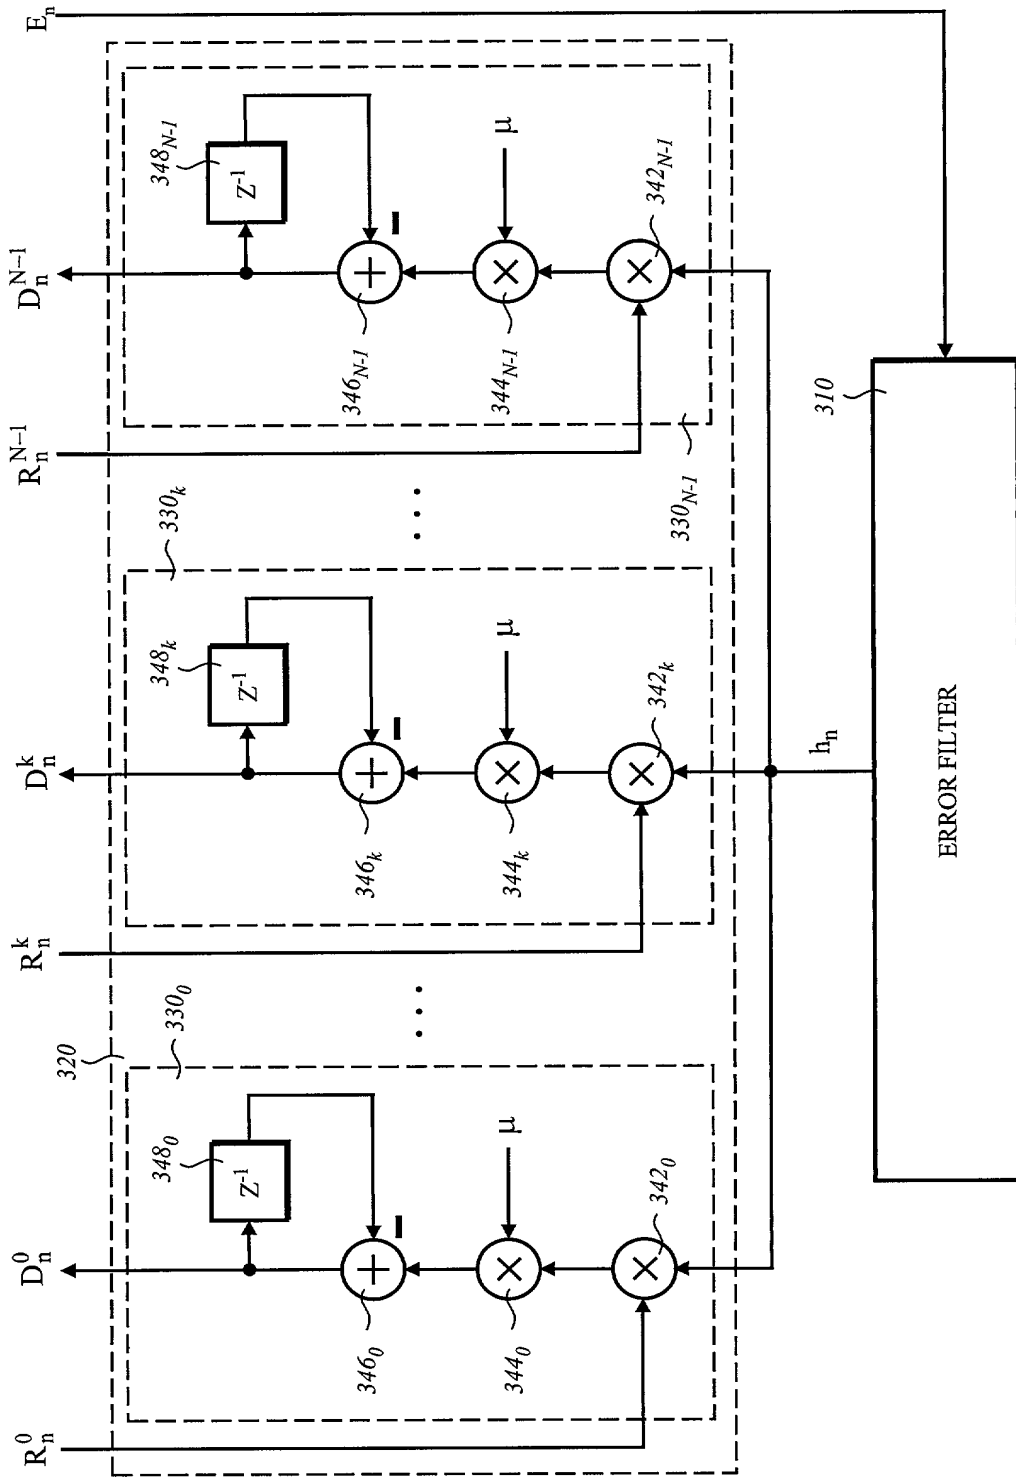 R_n^0 D_n^0 R_n^k D_n^k R_n^{N-1} D_n^{N-1} E_n
320
330_0 330_k
348_0 348_k 348_{N-1}
Z^{-1} Z^{-1} Z^{-1}
... ...
346_0 346_k 346_{N-1}
μ μ μ
344_0 344_k 344_{N-1}
342_0 342_k 342_{N-1}
330_{N-1}
h_n
310
ERROR FILTER